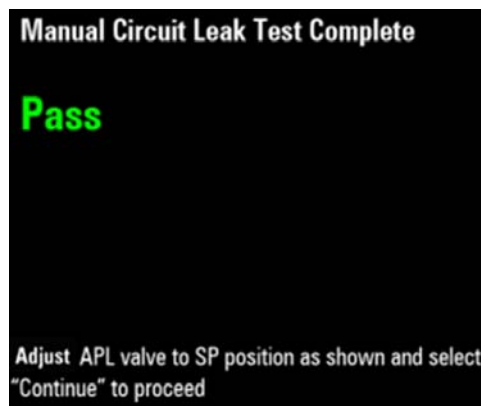 Manual Circuit Leak Test Complete
Pass
Adjust APL valve to SP position as shown and select
"Continue" to proceed